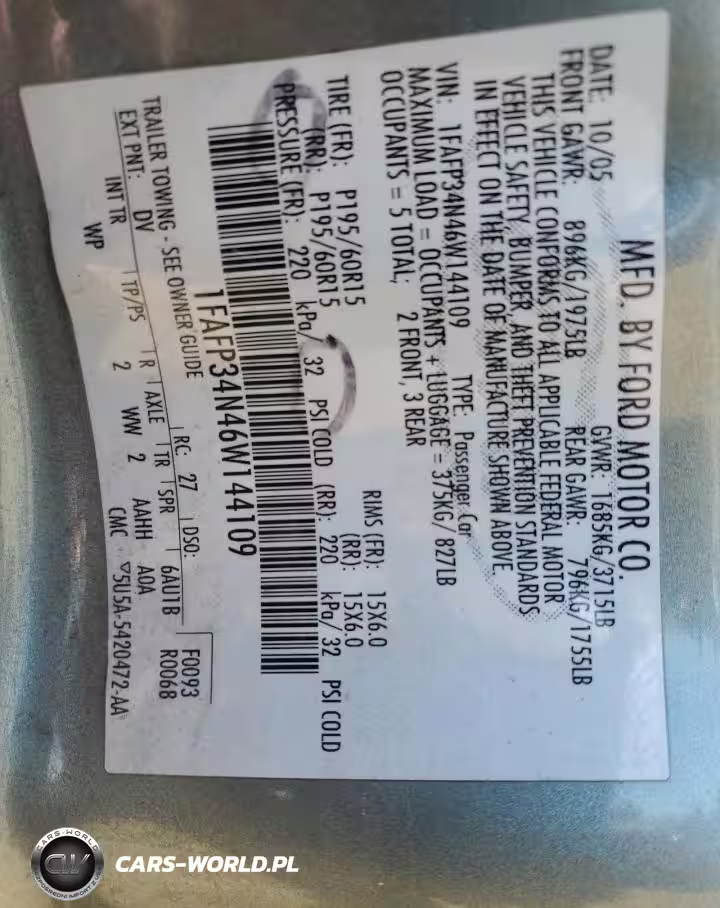 MFD. BY FORD MOTOR CO.
DATE: 10/05 GVWR: 1685KG/3715LB
FRONT GAWR: 896KG/1975LB REAR GAWR: 796KG/1755LB
THIS VEHICLE CONFORMS TO ALL APPLICABLE FEDERAL MOTOR
VEHICLE SAFETY, BUMPER, AND THEFT PREVENTION STANDARDS
IN EFFECT ON THE DATE OF MANUFACTURE SHOWN ABOVE.
VIN: 1FAFP34N46W144109 TYPE: Passenger Car
MAXIMUM LOAD = OCCUPANTS + LUGGAGE = 375KG/827LB
OCCUPANTS = 5 TOTAL; 2 FRONT, 3 REAR
TIRE (FR): P195/60R15 RIMS (FR): 15X6.0
(RR): P195/60R15 (RR): 15X6.0
PRESSURE (FR): 220 kPa/ 32 PSI COLD (RR): 220 kPa/ 32 PSI COLD
1FAFP34N46W144109
TRAILER TOWING - SEE OWNER GUIDE F0093
EXT PNT: DV RC: 27 DSO: R0068
INT TR TP/PS R AXLE TR SPR 6AU1B
WP 2 WW 2 AAHH AOA
CMC ▽5U5A-5420472-AA
CARS-WORLD
CW
CARS-WORLD.PL